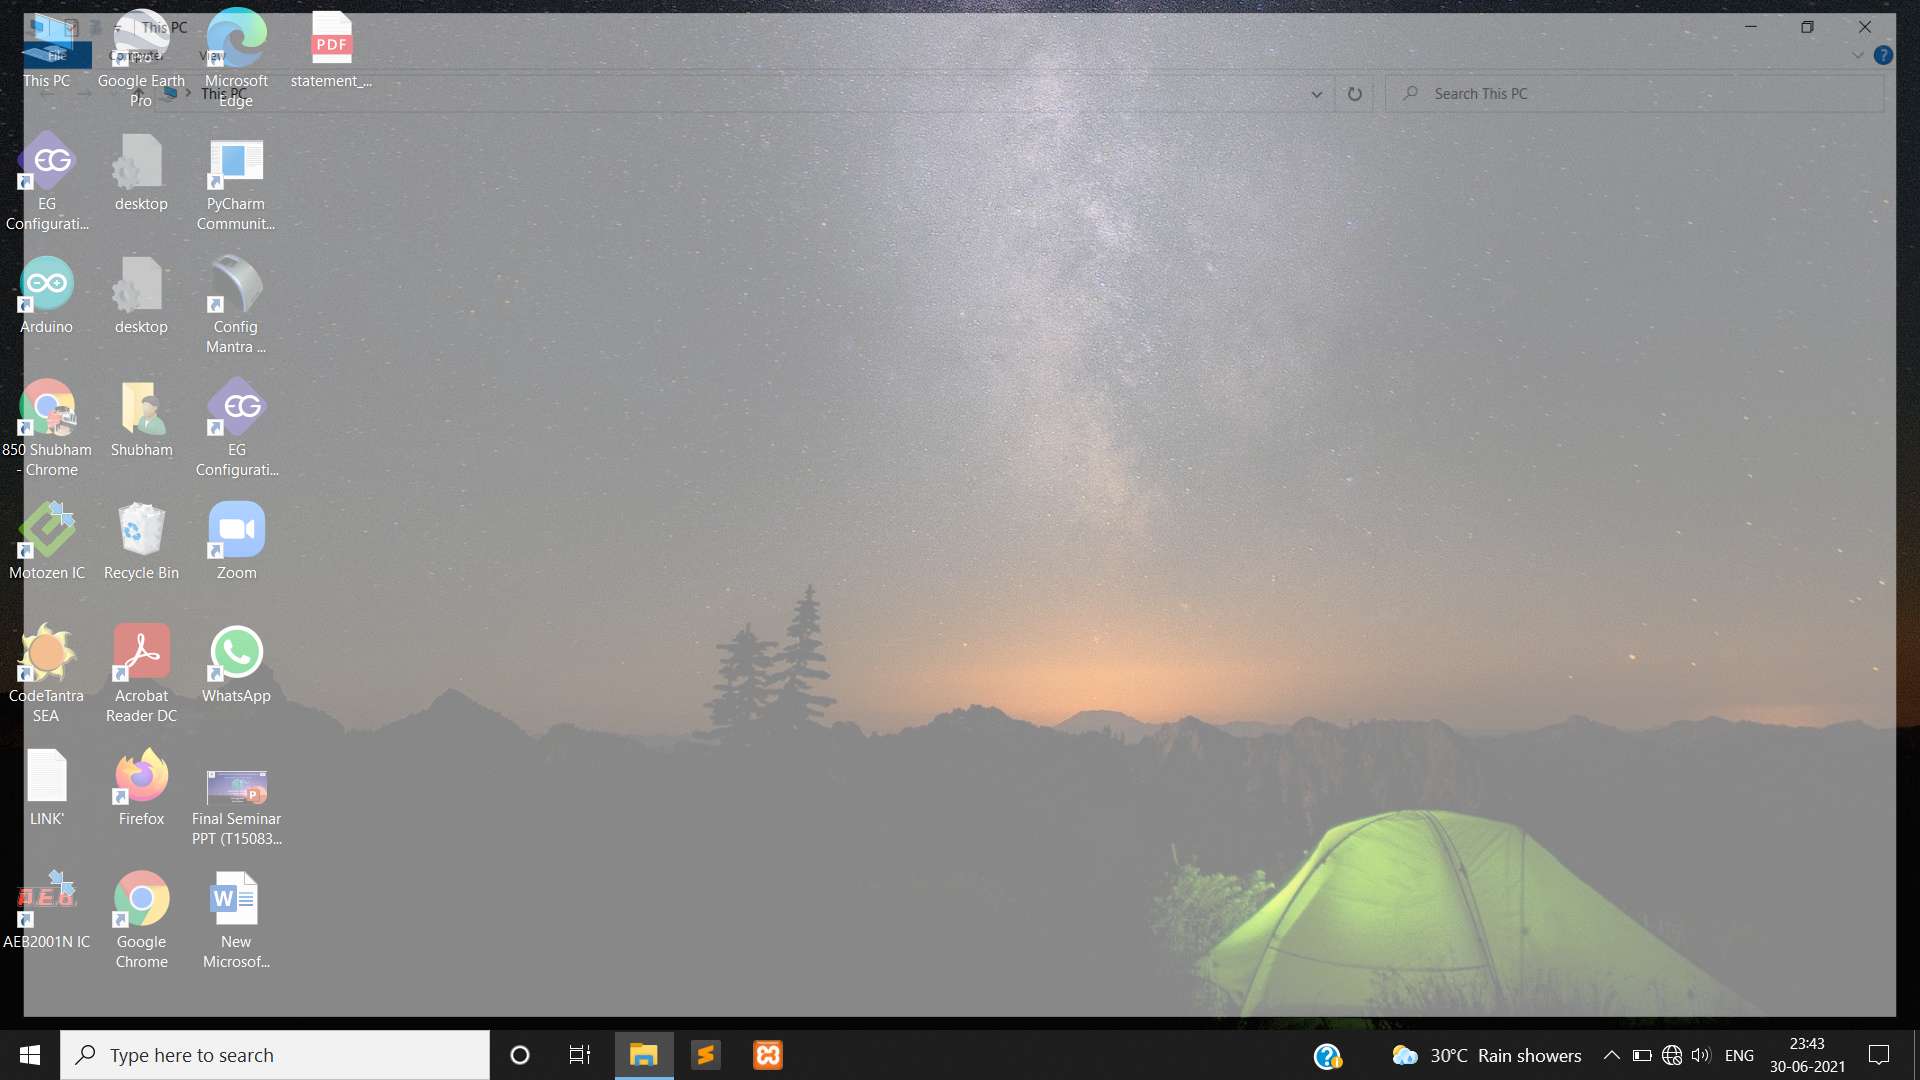 This PC
File
Computer
View
This PC
Search This PC
This PC
Google Earth
Pro
Microsoft
Edge
PDF
statement_...
EG
EG
Configurati...
desktop
PyCharm
Communit...
Arduino
desktop
Config
Mantra ...
850 Shubham
- Chrome
Shubham
EG
EG
Configurati...
Motozen IC
Recycle Bin
Zoom
CodeTantra
SEA
Acrobat
Reader DC
WhatsApp
LINK'
Firefox
P
Final Seminar
PPT (T15083...
AEB2001N IC
Google
Chrome
W
New
Microsof...
Type here to search
30°C Rain showers
ENG
23:43
30-06-2021